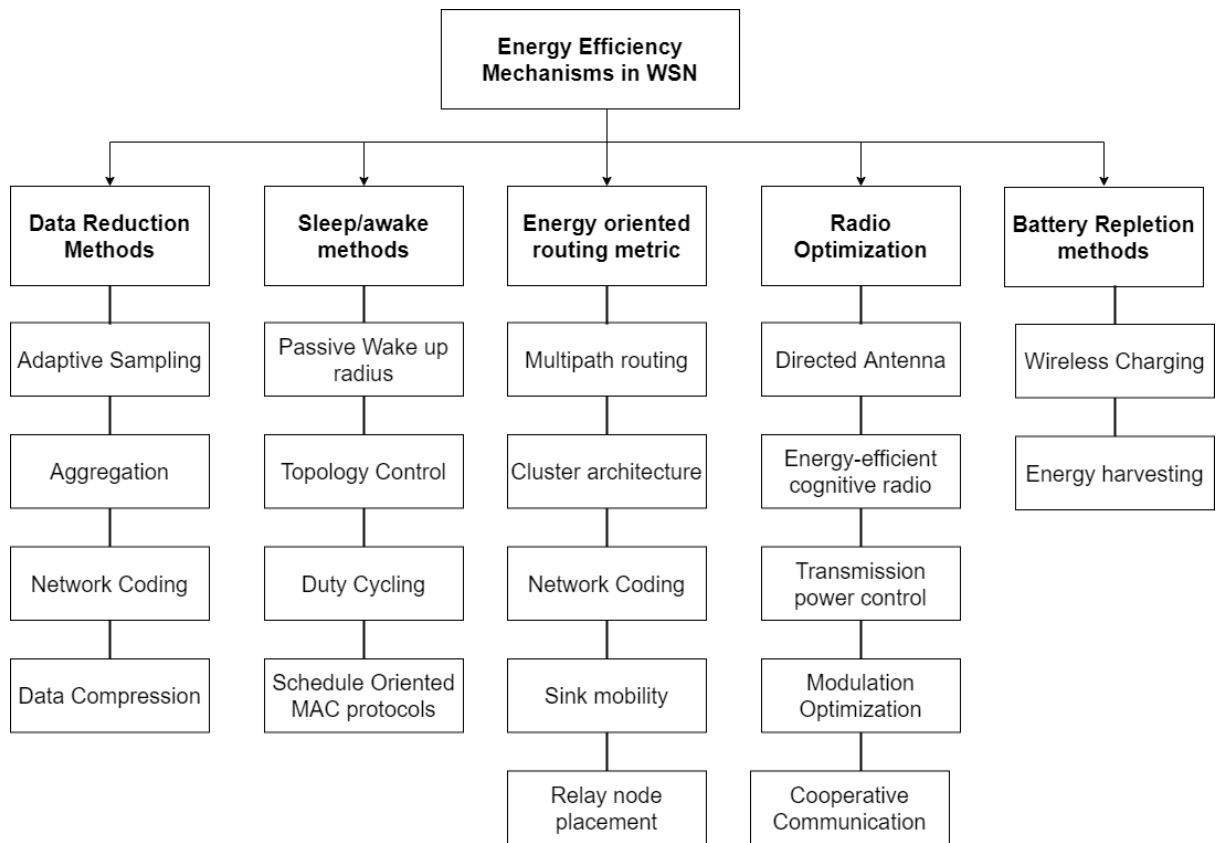 Energy Efficiency
Mechanisms in WSN
Data Reduction
Methods
Sleep/awake
methods
Energy oriented
routing metric
Radio
Optimization
Battery Repletion
methods
Adaptive Sampling
Passive Wake up
radius
Multipath routing
Directed Antenna
Wireless Charging
Aggregation
Topology Control
Cluster architecture
Energy-efficient
cognitive radio
Energy harvesting
Network Coding
Duty Cycling
Network Coding
Transmission
power control
Data Compression
Schedule Oriented
MAC protocols
Sink mobility
Modulation
Optimization
Relay node
placement
Cooperative
Communication